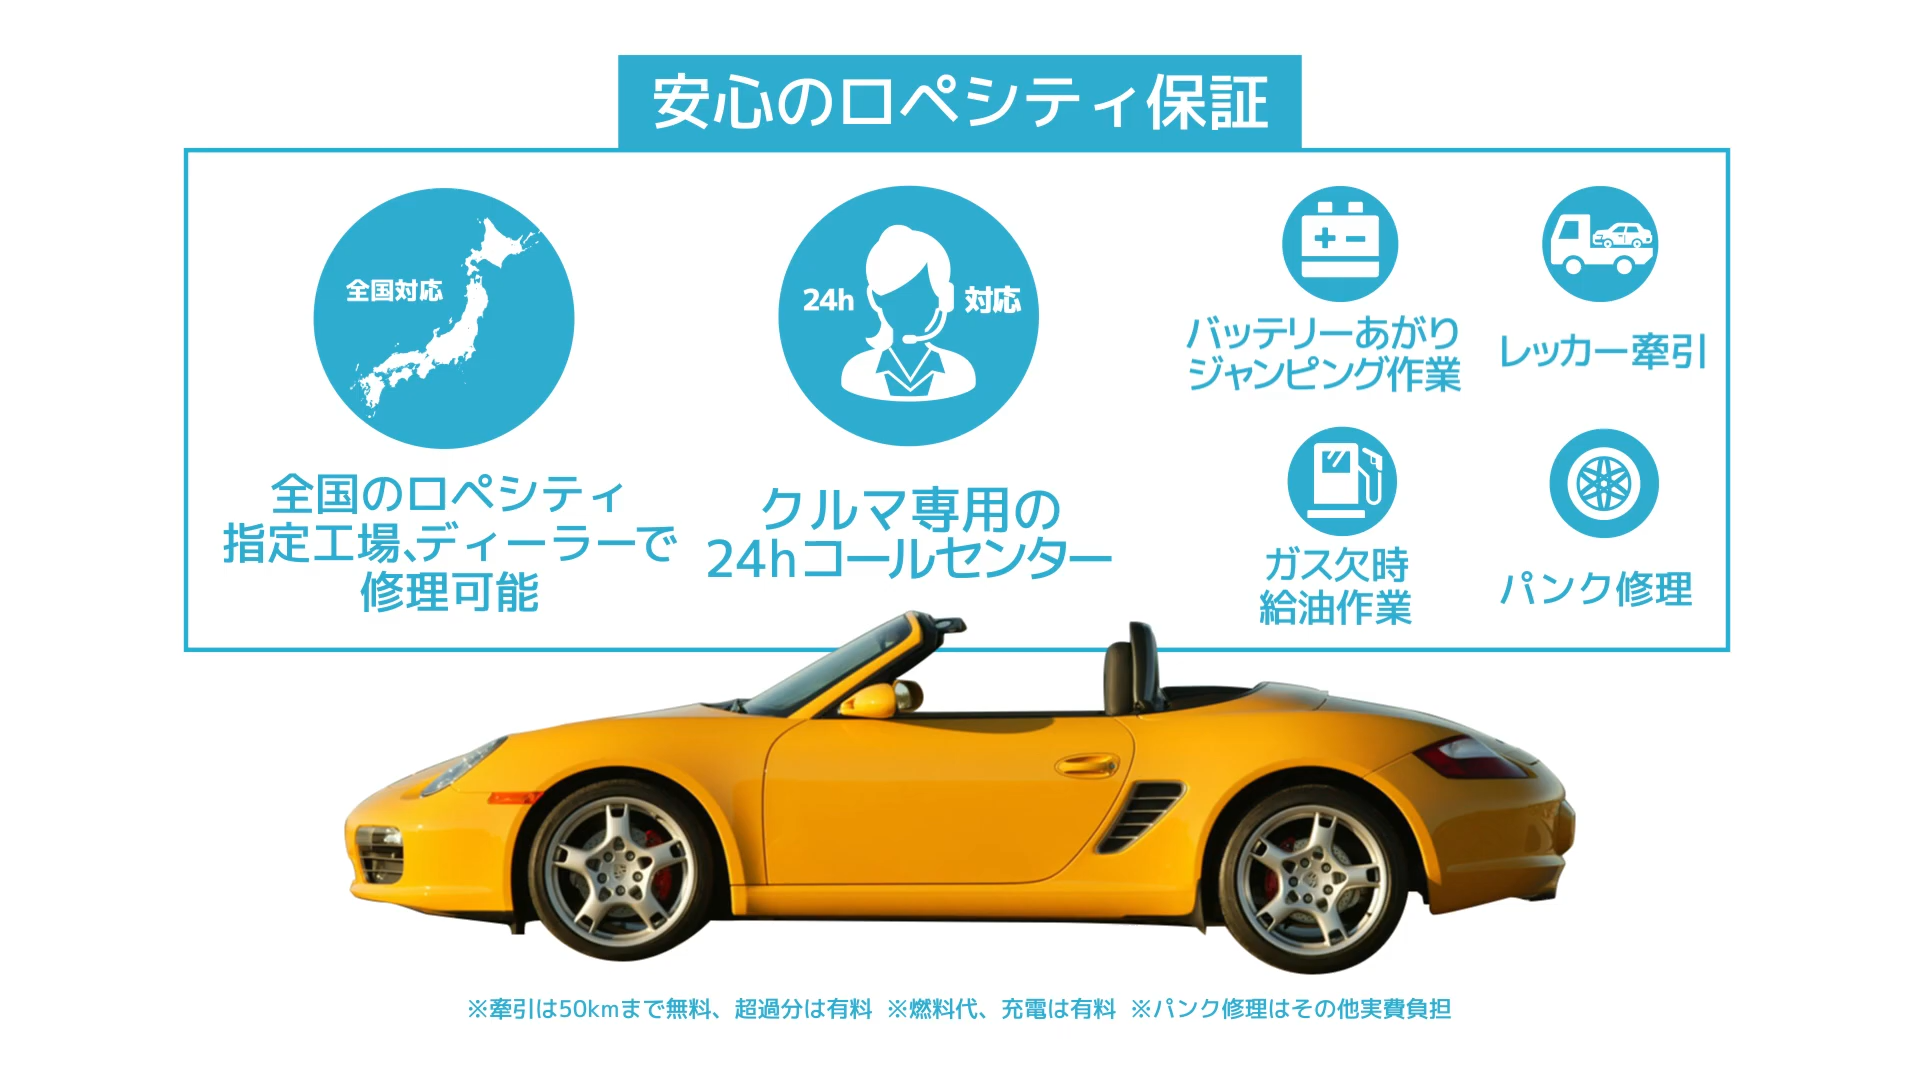 安心のロペシティ保証
全国対応
全国のロペシティ
指定工場、ディーラーで
修理可能
24h 対応
クルマ専用の
24hコールセンター
バッテリーあがり
ジャンピング作業
レッカー牽引
ガス欠時
給油作業
パンク修理
※牽引は50kmまで無料、超過分は有料 ※燃料代、充電は有料 ※パンク修理はその他実費負担